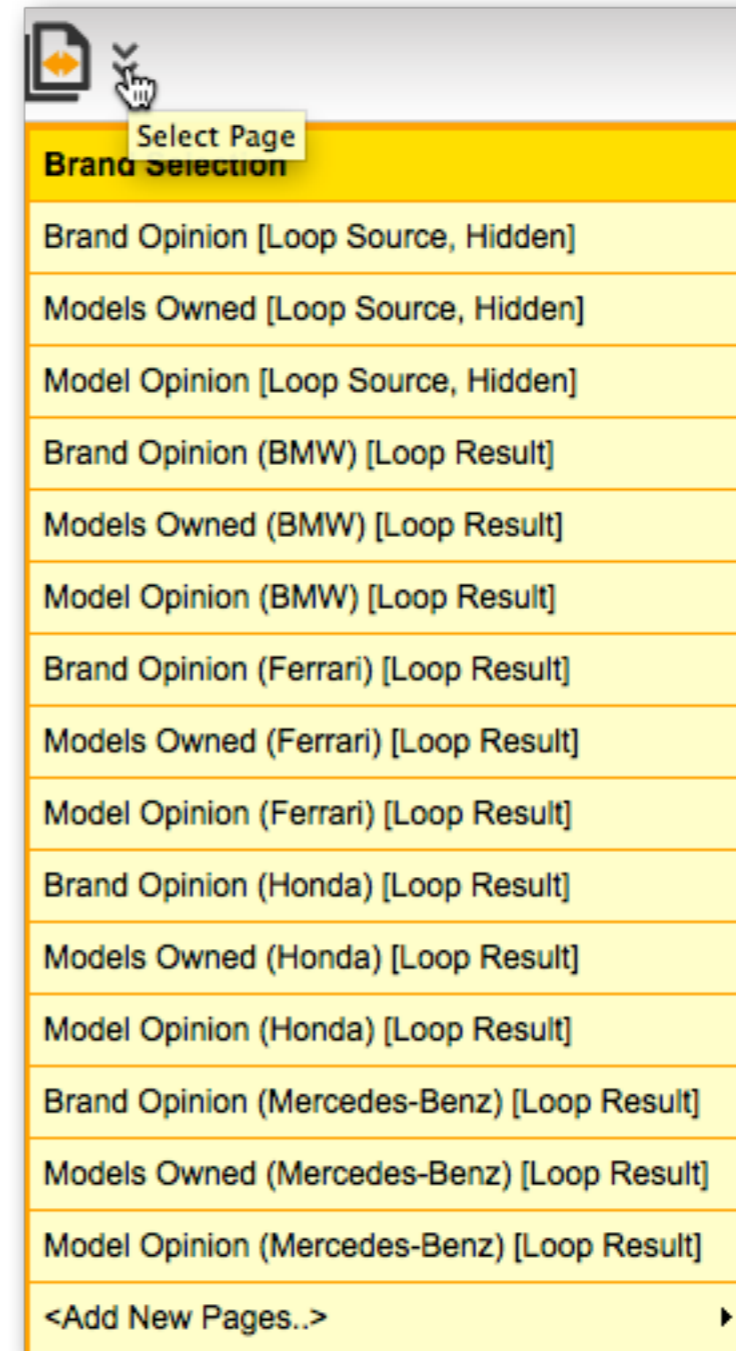 Select Page
Brand Selection
Brand Opinion [Loop Source, Hidden]
Models Owned [Loop Source, Hidden]
Model Opinion [Loop Source, Hidden]
Brand Opinion (BMW) [Loop Result]
Models Owned (BMW) [Loop Result]
Model Opinion (BMW) [Loop Result]
Brand Opinion (Ferrari) [Loop Result]
Models Owned (Ferrari) [Loop Result]
Model Opinion (Ferrari) [Loop Result]
Brand Opinion (Honda) [Loop Result]
Models Owned (Honda) [Loop Result]
Model Opinion (Honda) [Loop Result]
Brand Opinion (Mercedes-Benz) [Loop Result]
Models Owned (Mercedes-Benz) [Loop Result]
Model Opinion (Mercedes-Benz) [Loop Result]
<Add New Pages..>